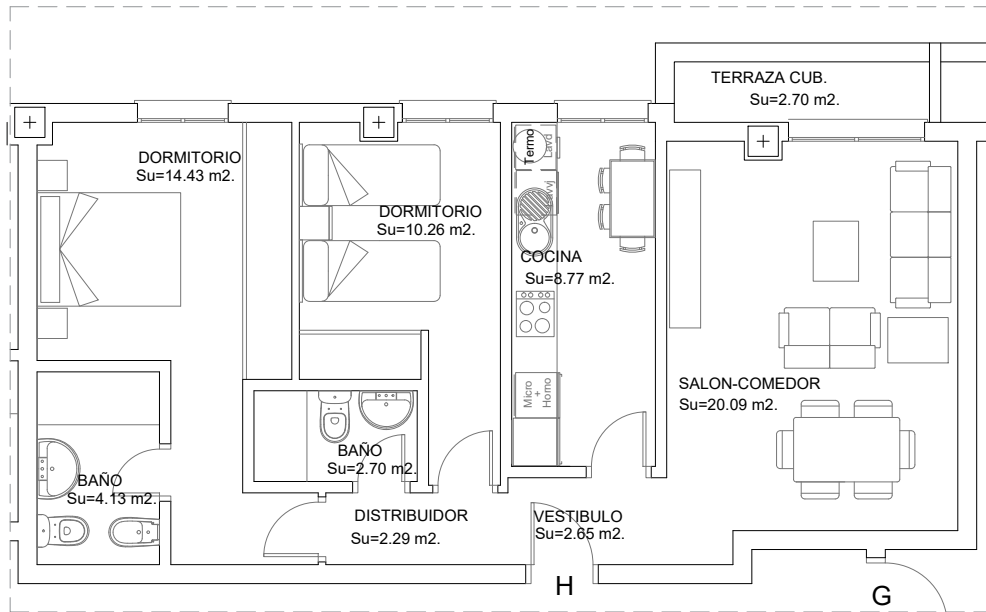 TERRAZA CUB.
Su=2.70 m2.
DORMITORIO
Su=14.43 m2.
DORMITORIO
Su=10.26 m2.
Termo
Lavd
Lavvj
COCINA
Su=8.77 m2.
Micro
+
Horno
SALON-COMEDOR
Su=20.09 m2.
BAÑO
Su=2.70 m2.
BAÑO
Su=4.13 m2.
DISTRIBUIDOR
Su=2.29 m2.
VESTIBULO
Su=2.65 m2.
H
G